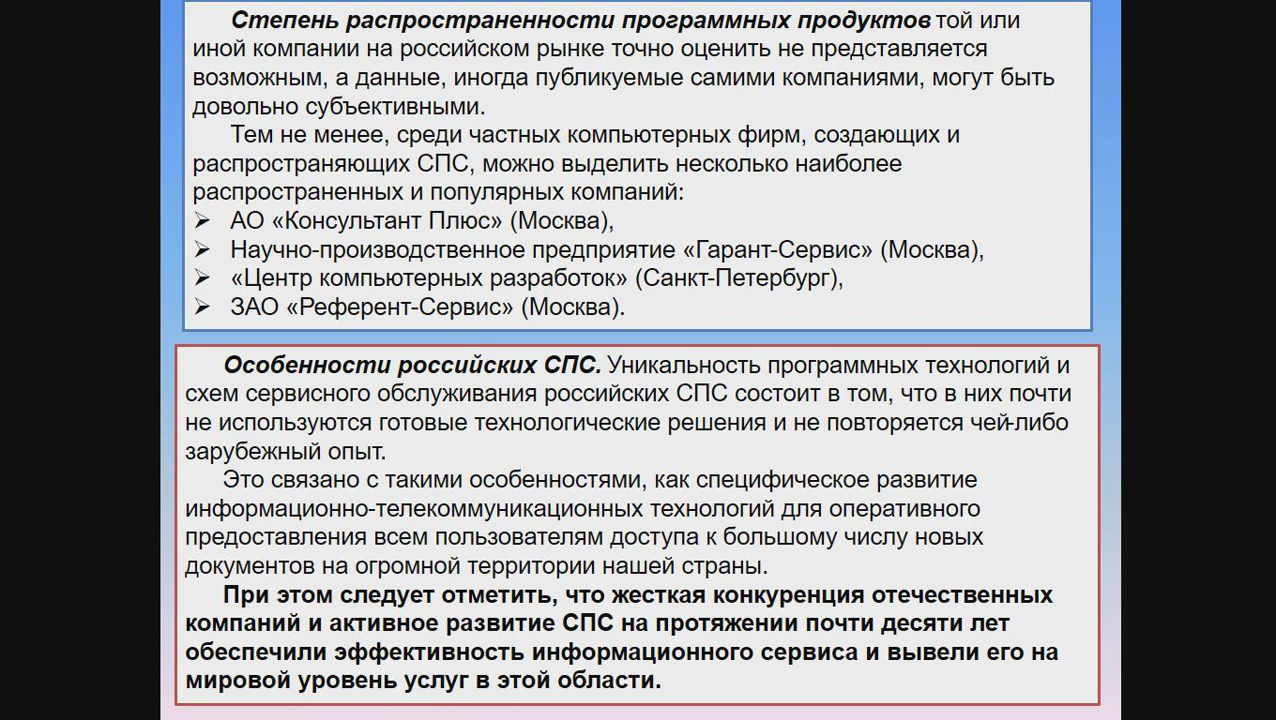 Степень распространенности программных продуктов той или
иной компании на российском рынке точно оценить не представляется
возможным, а данные, иногда публикуемые самими компаниями, могут быть
довольно субъективными.
Тем не менее, среди частных компьютерных фирм, создающих и
распространяющих СПС, можно выделить несколько наиболее
распространенных и популярных компаний:
➢ АО «Консультант Плюс» (Москва),
➢ Научно-производственное предприятие «Гарант-Сервис» (Москва),
➢ «Центр компьютерных разработок» (Санкт-Петербург),
➢ ЗАО «Референт-Сервис» (Москва).
Особенности российских СПС. Уникальность программных технологий и
схем сервисного обслуживания российских СПС состоит в том, что в них почти
не используются готовые технологические решения и не повторяется чей-либо
зарубежный опыт.
Это связано с такими особенностями, как специфическое развитие
информационно-телекоммуникационных технологий для оперативного
предоставления всем пользователям доступа к большому числу новых
документов на огромной территории нашей страны.
При этом следует отметить, что жесткая конкуренция отечественных
компаний и активное развитие СПС на протяжении почти десяти лет
обеспечили эффективность информационного сервиса и вывели его на
мировой уровень услуг в этой области.